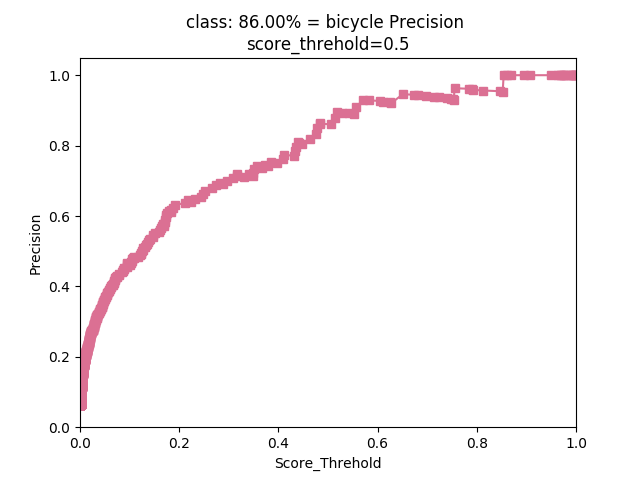 class: 86.00% = bicycle Precision
score_threhold=0.5
1.0
0.8
0.6
0.4
0.2
0.0
Precision
0.0 0.2 0.4 0.6 0.8 1.0
Score_Threhold